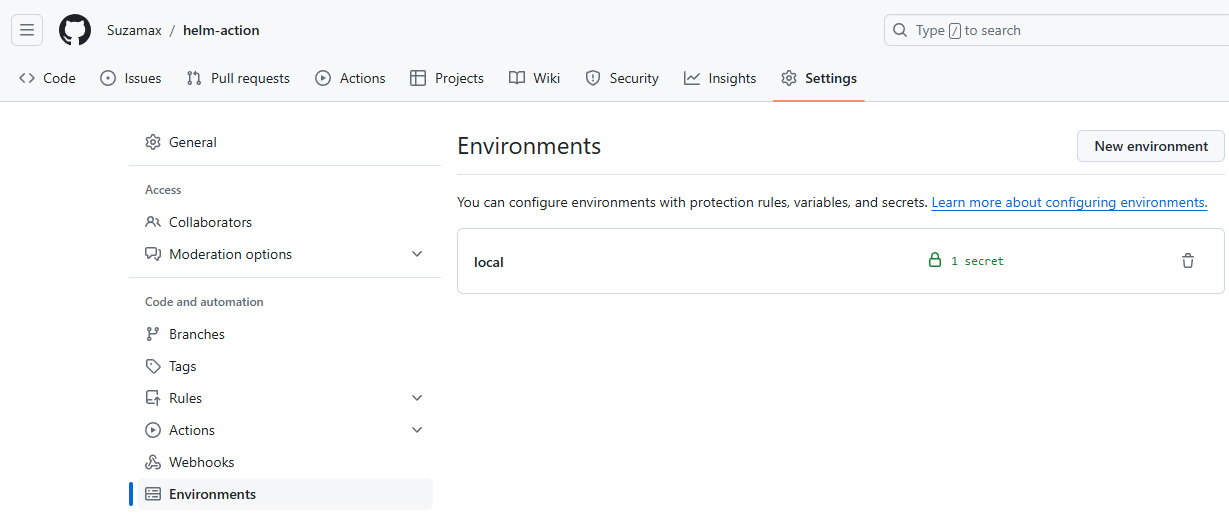 Suzamax / helm-action
Type / to search
Code Issues Pull requests Actions Projects Wiki Security Insights Settings
General
Access
Collaborators
Moderation options
Code and automation
Branches
Tags
Rules
Actions
Webhooks
Environments
Environments
New environment
You can configure environments with protection rules, variables, and secrets. Learn more about configuring environments.
local
1 secret